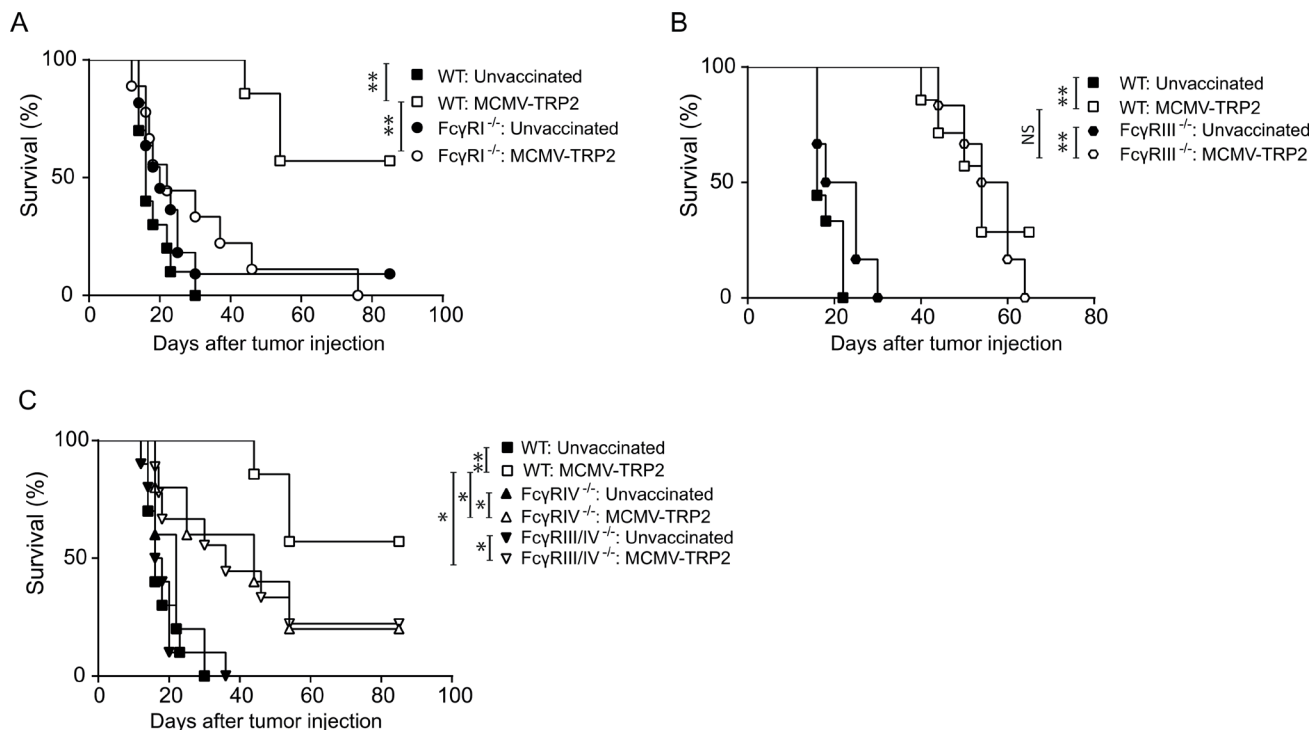 A
Survival (%)
100
50
0
0 20 40 60 80 100
Days after tumor injection
**
**
WT: Unvaccinated
WT: MCMV-TRP2
FcγRI -/-: Unvaccinated
FcγRI -/-: MCMV-TRP2
B
Survival (%)
100
50
0
0 20 40 60 80
Days after tumor injection
NS
**
**
WT: Unvaccinated
WT: MCMV-TRP2
FcγRIII -/-: Unvaccinated
FcγRIII -/-: MCMV-TRP2
C
Survival (%)
100
50
0
0 20 40 60 80 100
Days after tumor injection
*
*
**
*
*
WT: Unvaccinated
WT: MCMV-TRP2
FcγRIV -/-: Unvaccinated
FcγRIV -/-: MCMV-TRP2
FcγRIII/IV -/-: Unvaccinated
FcγRIII/IV -/-: MCMV-TRP2